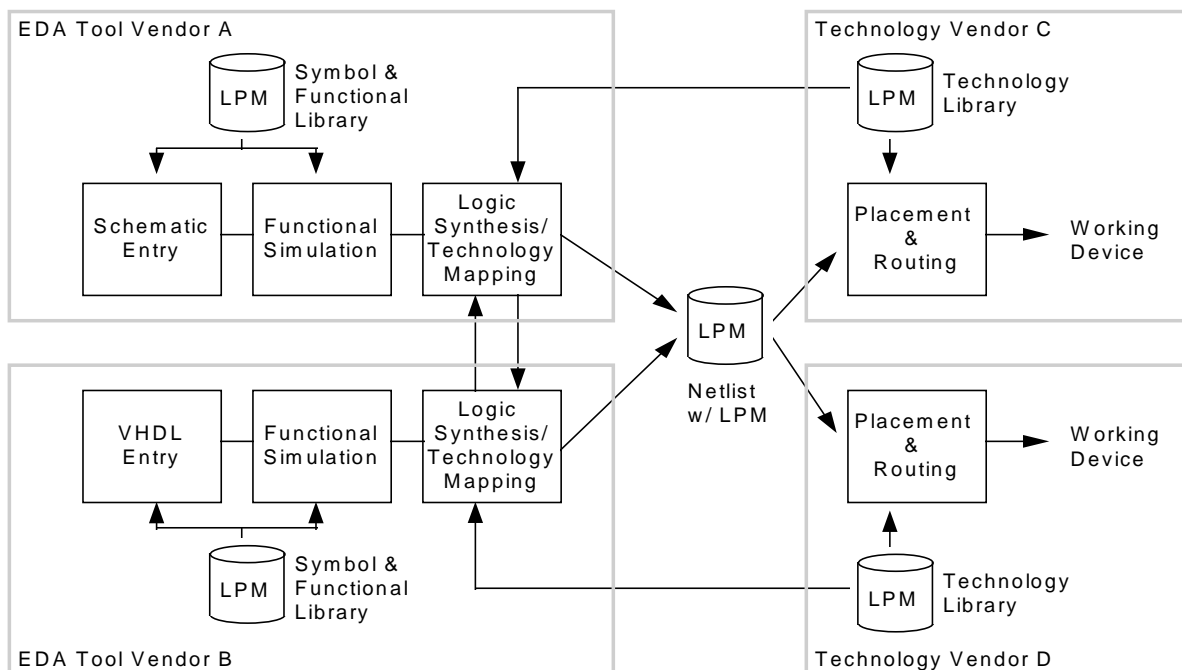 EDA Tool Vendor A
LPM
Symbol &
Functional
Library
Schematic
Entry
Functional
Simulation
Logic
Synthesis/
Technology
Mapping
Technology Vendor C
LPM
Technology
Library
Placement
&
Routing
Working
Device
LPM
Netlist
w/ LPM
VHDL
Entry
Functional
Simulation
Logic
Synthesis/
Technology
Mapping
LPM
Symbol &
Functional
Library
EDA Tool Vendor B
Placement
&
Routing
Working
Device
LPM
Technology
Library
Technology Vendor D